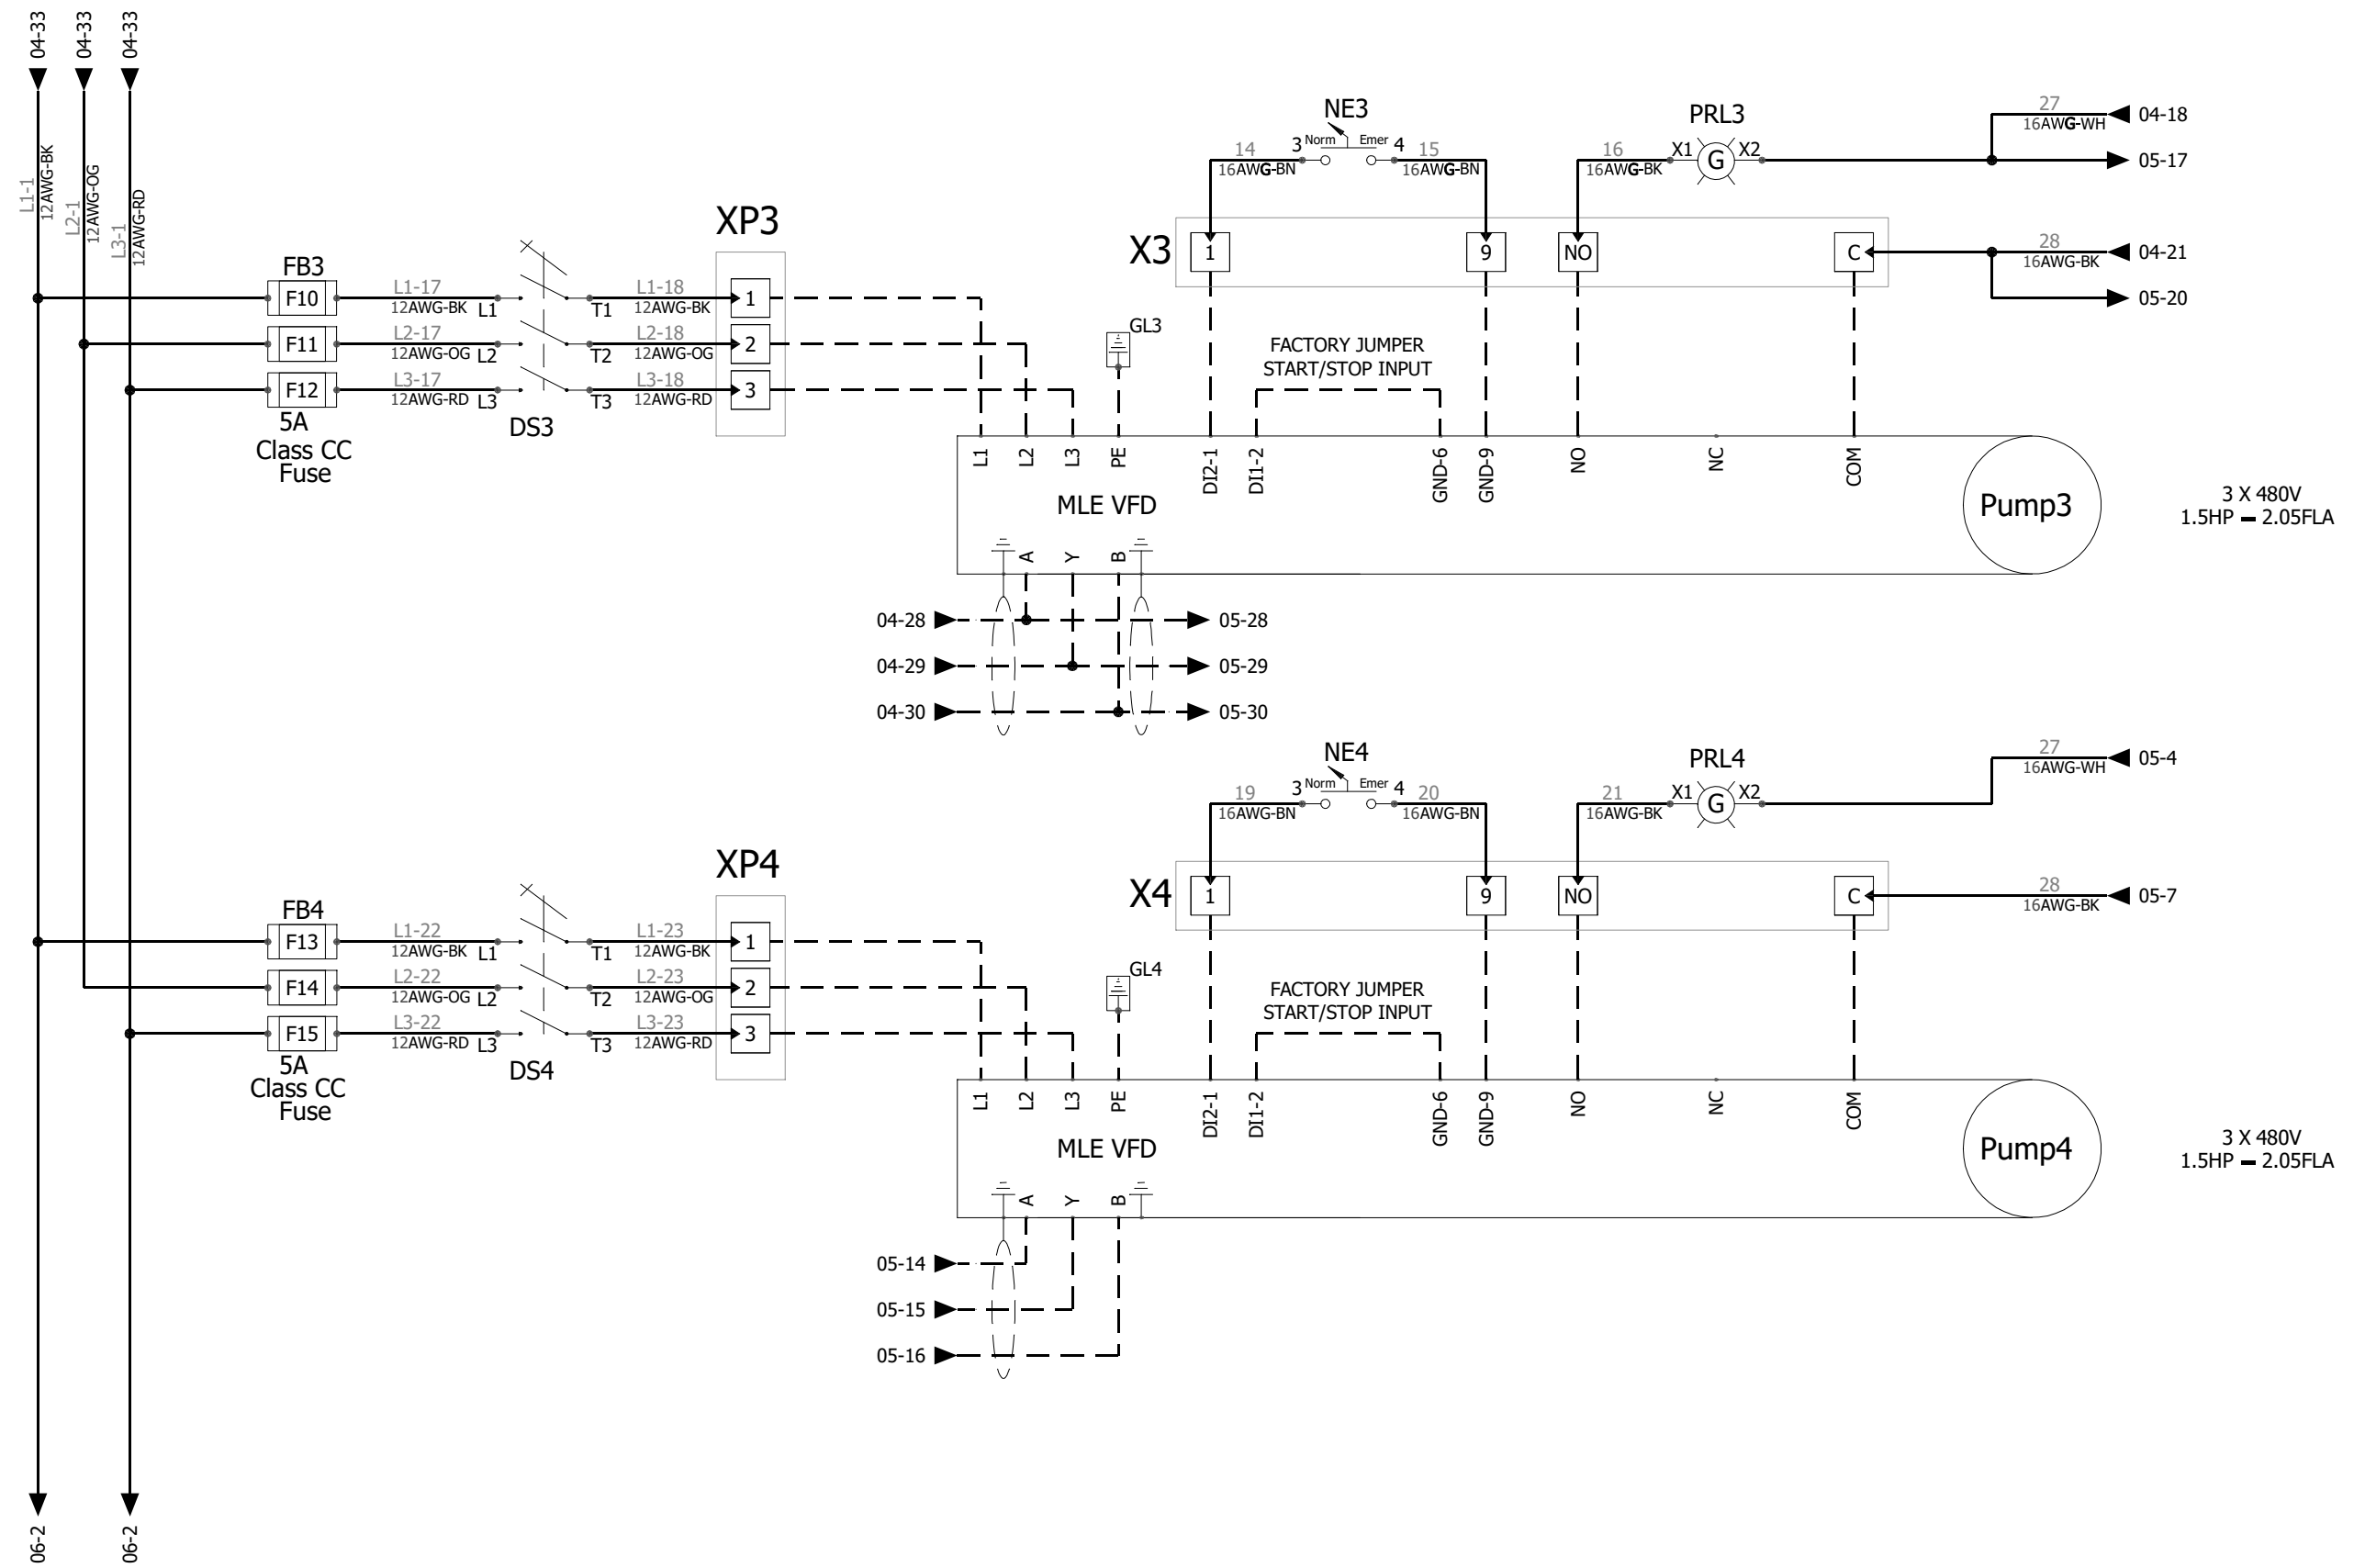 04-33
04-33
04-33
L1-1
12AWG-BK
L2-1
12AWG-OG
L3-1
12AWG-RD
NE3
PRL3
27
16AWG-WH
04-18
14
16AWG-BN
3
Norm
Emer
4
15
16AWG-BN
16
16AWG-BK
X1
G
X2
05-17
XP3
X3
1
9
NO
C
28
16AWG-BK
04-21
05-20
FB3
F10
L1-17
12AWG-BK
L1
T1
L1-18
12AWG-BK
1
F11
L2-17
12AWG-OG
L2
T2
L2-18
12AWG-OG
2
F12
L3-17
12AWG-RD
L3
T3
L3-18
12AWG-RD
3
5A
Class CC
Fuse
DS3
GL3
FACTORY JUMPER
START/STOP INPUT
L1
L2
L3
PE
DI2-1
DI1-2
GND-6
GND-9
NO
NC
COM
MLE VFD
Pump3
3 X 480V
1.5HP - 2.05FLA
A
Y
B
04-28
05-28
04-29
05-29
04-30
05-30
NE4
PRL4
27
16AWG-WH
05-4
19
16AWG-BN
3
Norm
Emer
4
20
16AWG-BN
21
16AWG-BK
X1
G
X2
XP4
X4
1
9
NO
C
28
16AWG-BK
05-7
FB4
F13
L1-22
12AWG-BK
L1
T1
L1-23
12AWG-BK
1
F14
L2-22
12AWG-OG
L2
T2
L2-23
12AWG-OG
2
F15
L3-22
12AWG-RD
L3
T3
L3-23
12AWG-RD
3
5A
Class CC
Fuse
DS4
GL4
FACTORY JUMPER
START/STOP INPUT
L1
L2
L3
PE
DI2-1
DI1-2
GND-6
GND-9
NO
NC
COM
MLE VFD
Pump4
3 X 480V
1.5HP - 2.05FLA
A
Y
B
05-14
05-15
05-16
06-2
06-2